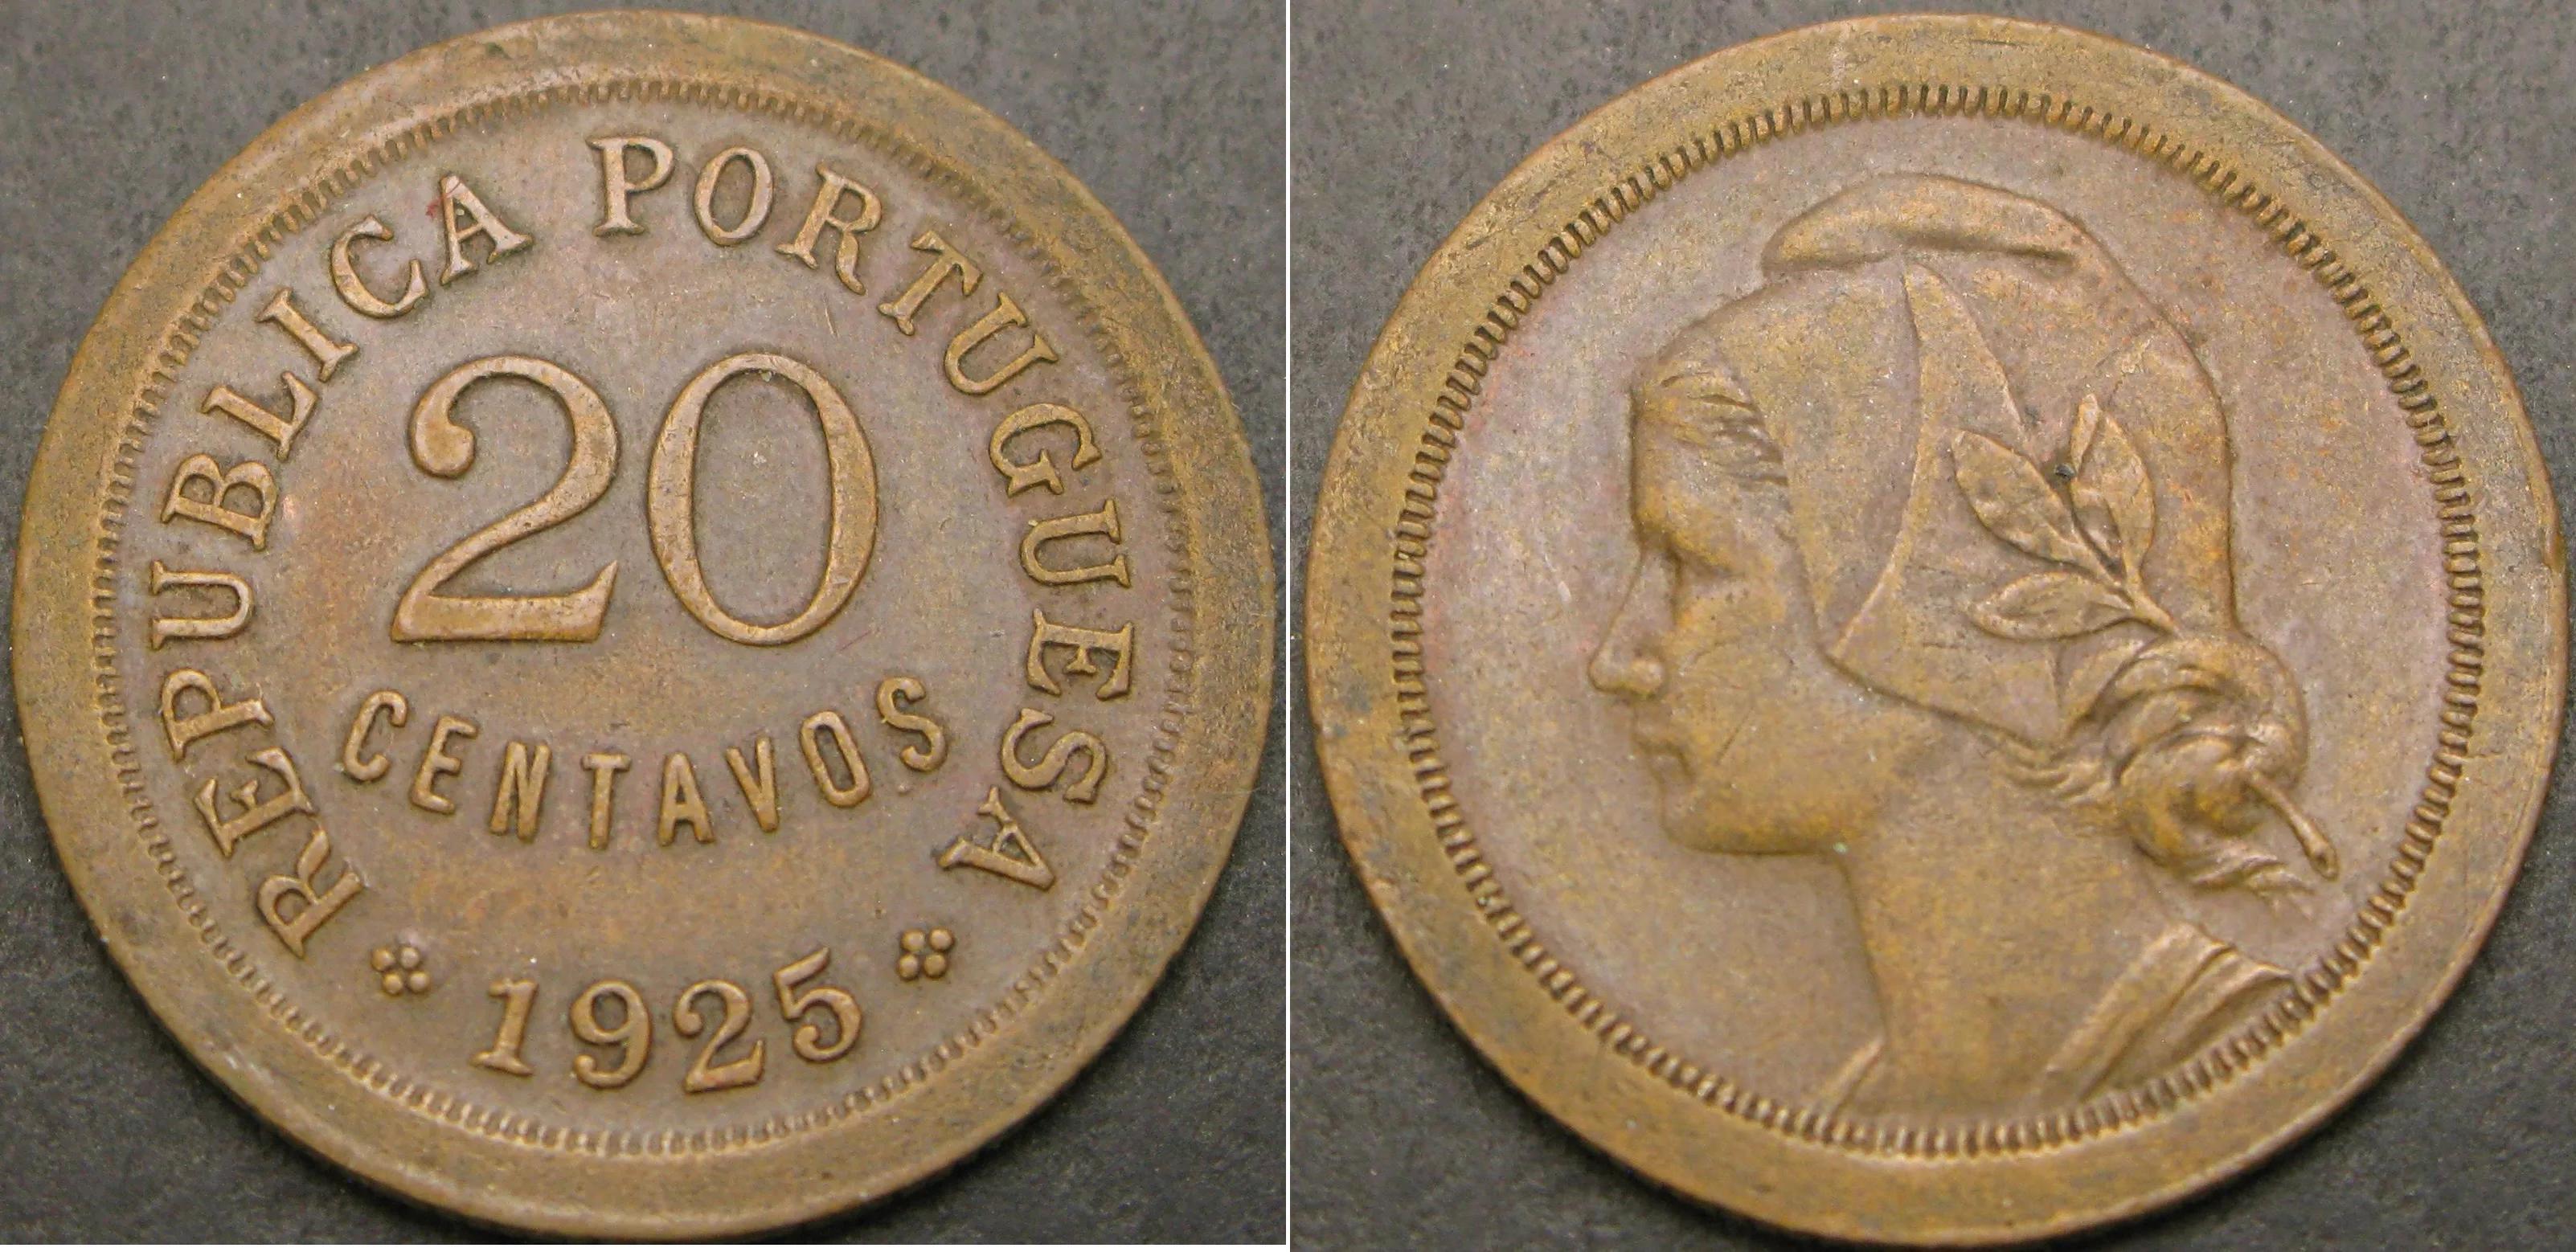 REPUBLICA PORTUGUESA
20
CENTAVOS
1925